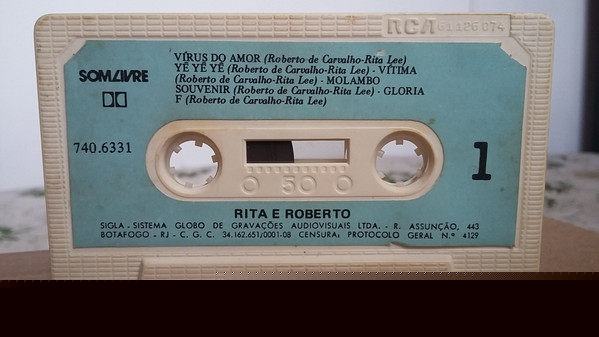 RCA 61.126 074
VÍRUS DO AMOR (Roberto de Carvalho-Rita Lee)
YÊ YÊ YÊ (Roberto de Carvalho-Rita Lee) - VÍTIMA
(Roberto de Carvalho-Rita Lee) - MOLAMBO
SOUVENIR (Roberto de Carvalho-Rita Lee) - GLORIA
F (Roberto de Carvalho-Rita Lee)
SOM LIVRE
740.6331
1
50
RITA E ROBERTO
SIGLA - SISTEMA GLOBO DE GRAVAÇÕES AUDIOVISUAIS LTDA. - R. ASSUNÇÃO, 443
BOTAFOGO - RJ - C. G. C. 34.162.651/0001-08 CENSURA: PROTOCOLO GERAL N.º 4129